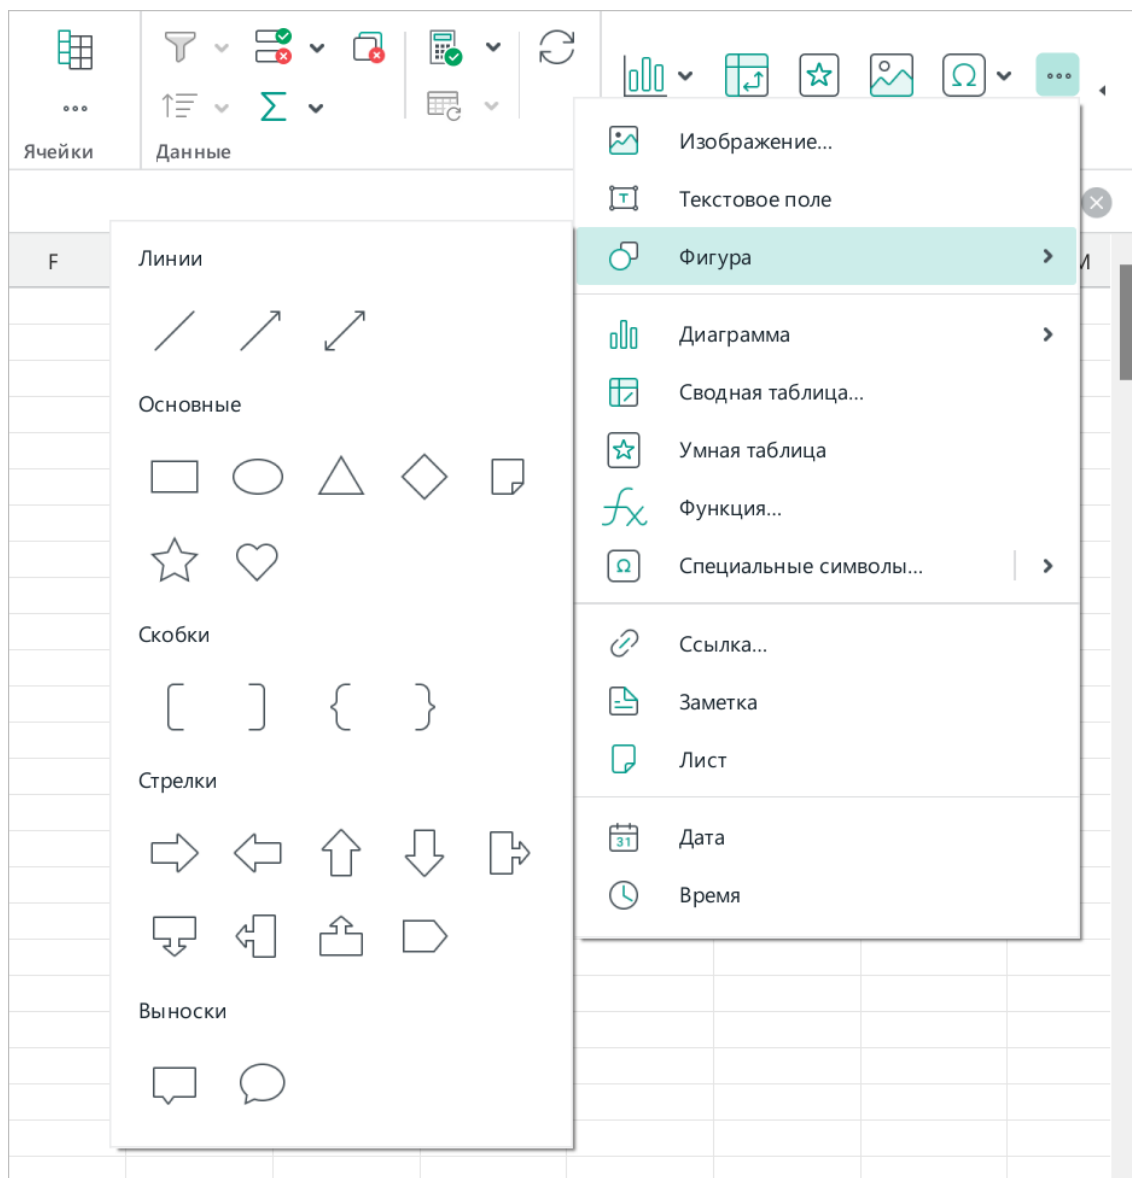 Ячейки
Данные
Изображение...
Текстовое поле
Фигура
Диаграмма
Сводная таблица...
Умная таблица
Функция...
Специальные символы...
Ссылка...
Заметка
Лист
31
Дата
Время
F
Линии
Основные
Скобки
Стрелки
Выноски